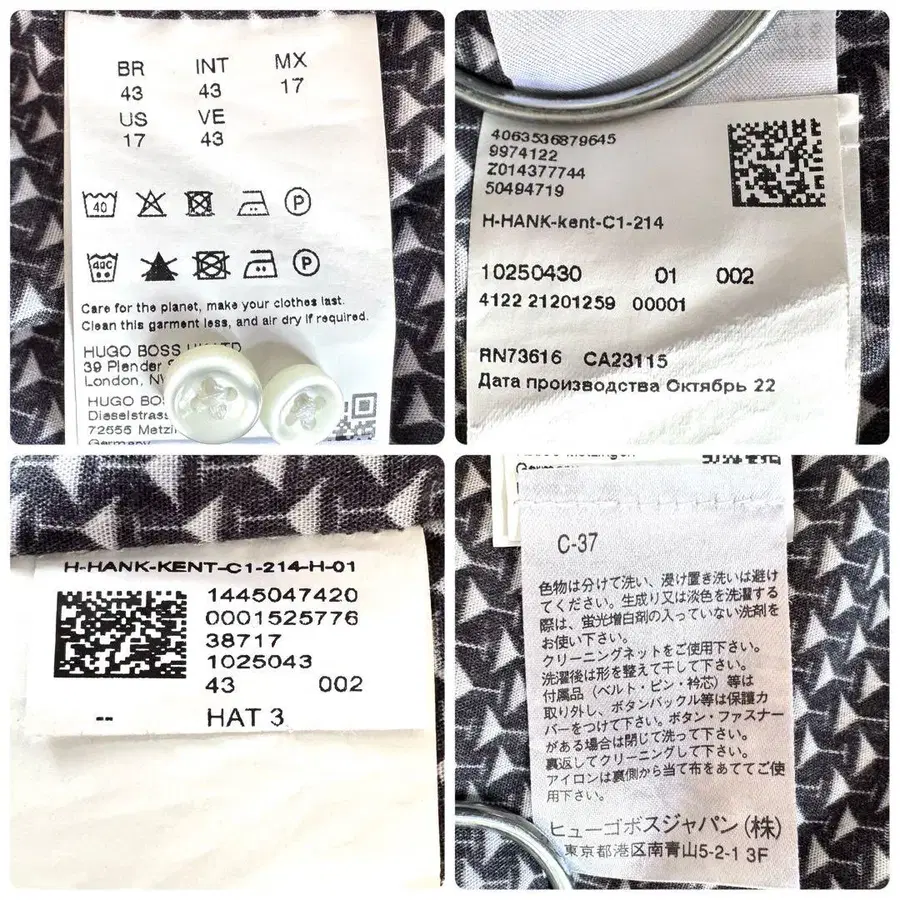 BR INT MX
43 43 17
US VE
17 43
40
P
40C
P
Care for the planet, make your clothes last.
Clean this garment less, and air dry if required.
HUGO BOSS UK LTD
39 Plender
London, NW
HUGO BOSS
Dieselstrass
72555 Metzin
Germany
4063536879645
9974122
Z014377744
50494719
H-HANK-kent-C1-214
10250430 01 002
4122 21201259 00001
RN73616 CA23115
Дата производства Октябрь 22
H-HANK-KENT-C1-214-H-01
1445047420
0001525776
38717
1025043
43 002
-- HAT 3
Germany
C-37
色物は分けて洗い、浸け置き洗いは避け
てください。生成り又は淡色を洗濯する
際は、蛍光増白剤の入っていない洗剤を
お使い下さい。
クリーニングネットをご使用下さい。
洗濯後は形を整えて干して下さい。
付属品（ベルト・ピン・衿芯）等は
取り外し、ボタンバックル等は保護カ
バーをつけて下さい。ボタン・ファスナー
がある場合は閉じて洗って下さい。
裏返してクリーニングして下さい。
アイロンは裏側から当て布をあててご使
用下さい。
ヒューゴボスジャパン(株)
東京都港区南青山5-2-1 3F